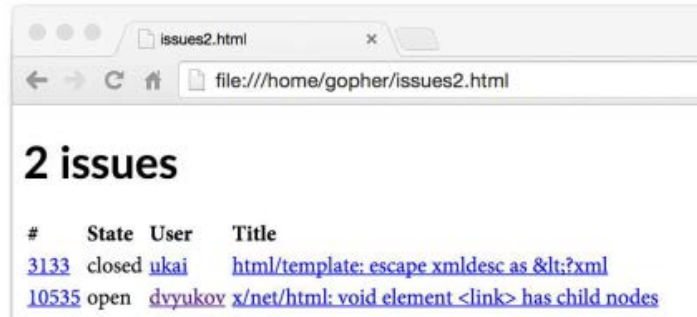 issues2.html
file:///home/gopher/issues2.html
2 issues
# State User Title
3133 closed ukai html/template: escape xmldesc as &lt;?xml
10535 open dvyukov x/net/html: void element <link> has child nodes